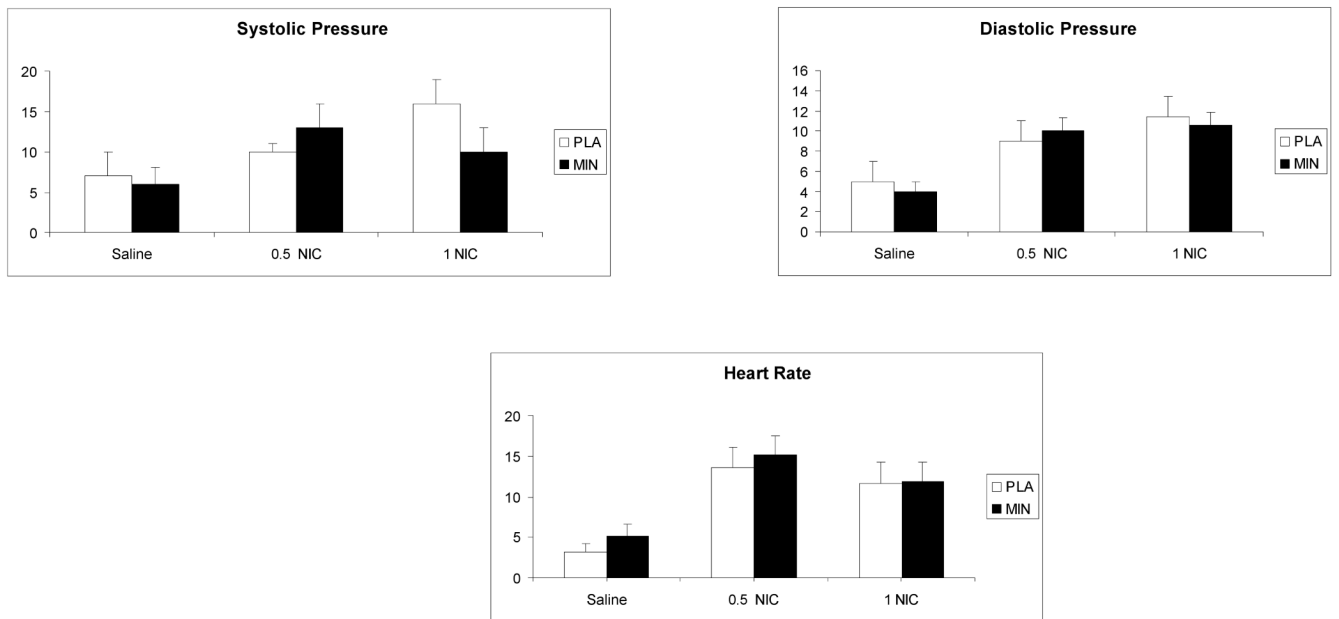 Systolic Pressure
20
15
10
5
0
Saline 0.5 NIC 1 NIC
PLA
MIN
Diastolic Pressure
16
14
12
10
8
6
4
2
0
Saline 0.5 NIC 1 NIC
PLA
MIN
Heart Rate
20
15
10
5
0
Saline 0.5 NIC 1 NIC
PLA
MIN